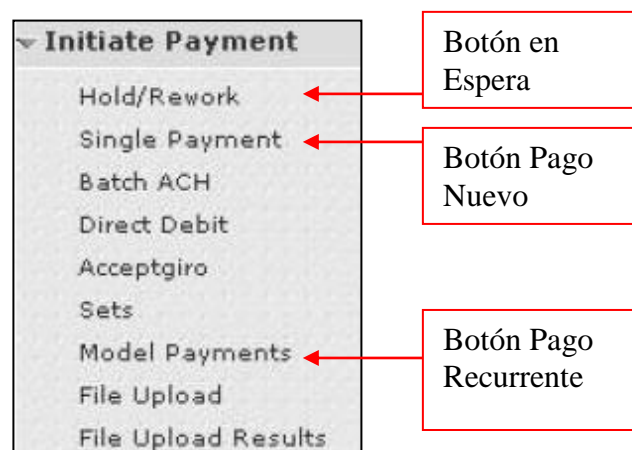 Initiate Payment
Hold/Rework
Single Payment
Batch ACH
Direct Debit
Acceptgiro
Sets
Model Payments
File Upload
File Upload Results
Botón en
Espera
Botón Pago
Nuevo
Botón Pago
Recurrente